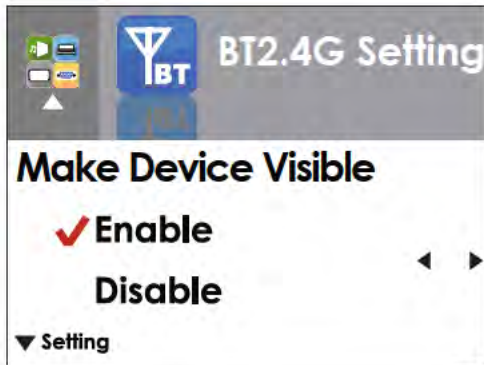 BT
BT2.4G Setting
Make Device Visible
Enable
Disable
Setting